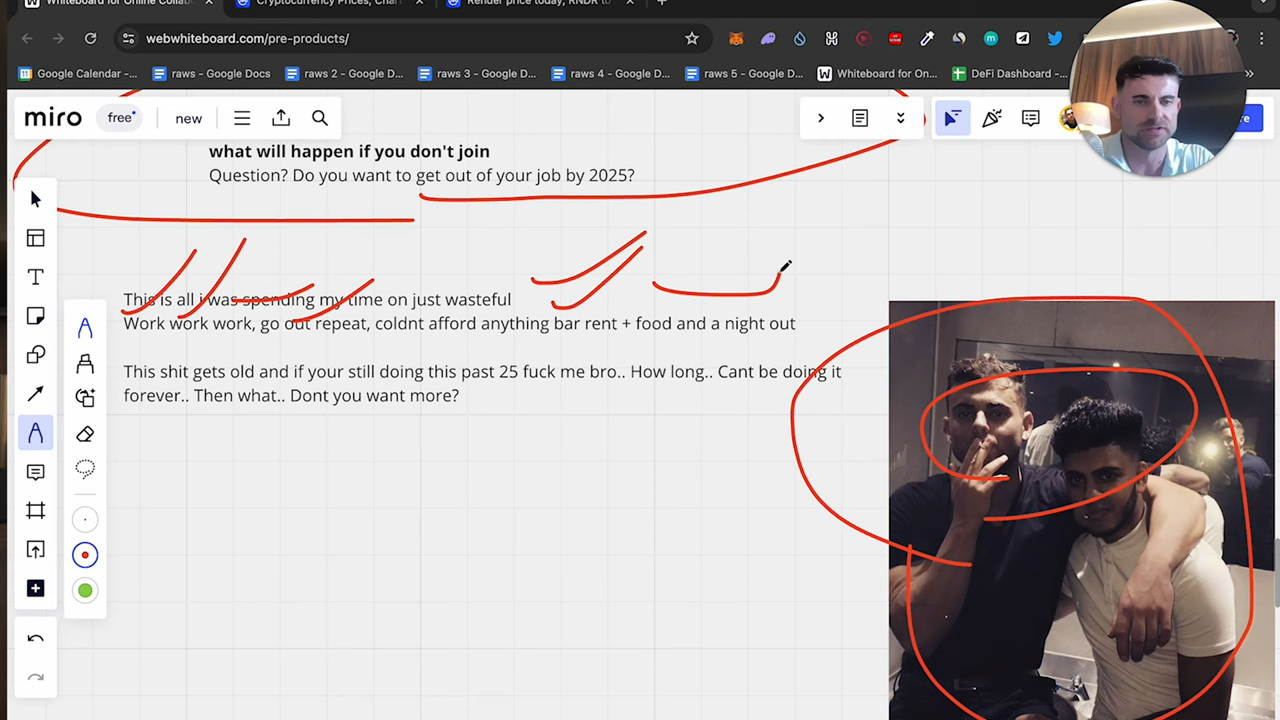 Whiteboard for Online Collab
Cryptocurrency Prices, Chart
Render price today, RNDR to
webwhiteboard.com/pre-products/
Google Calendar -...
raws - Google Docs
raws 2 - Google D...
raws 3 - Google D...
raws 4 - Google D...
raws 5 - Google D...
Whiteboard for On...
DeFi Dashboard -...
miro
free
new
what will happen if you don't join
Question? Do you want to get out of your job by 2025?
This is all i was spending my time on just wasteful
Work work work, go out repeat, coldnt afford anything bar rent + food and a night out
This shit gets old and if your still doing this past 25 fuck me bro.. How long.. Cant be doing it
forever.. Then what.. Dont you want more?